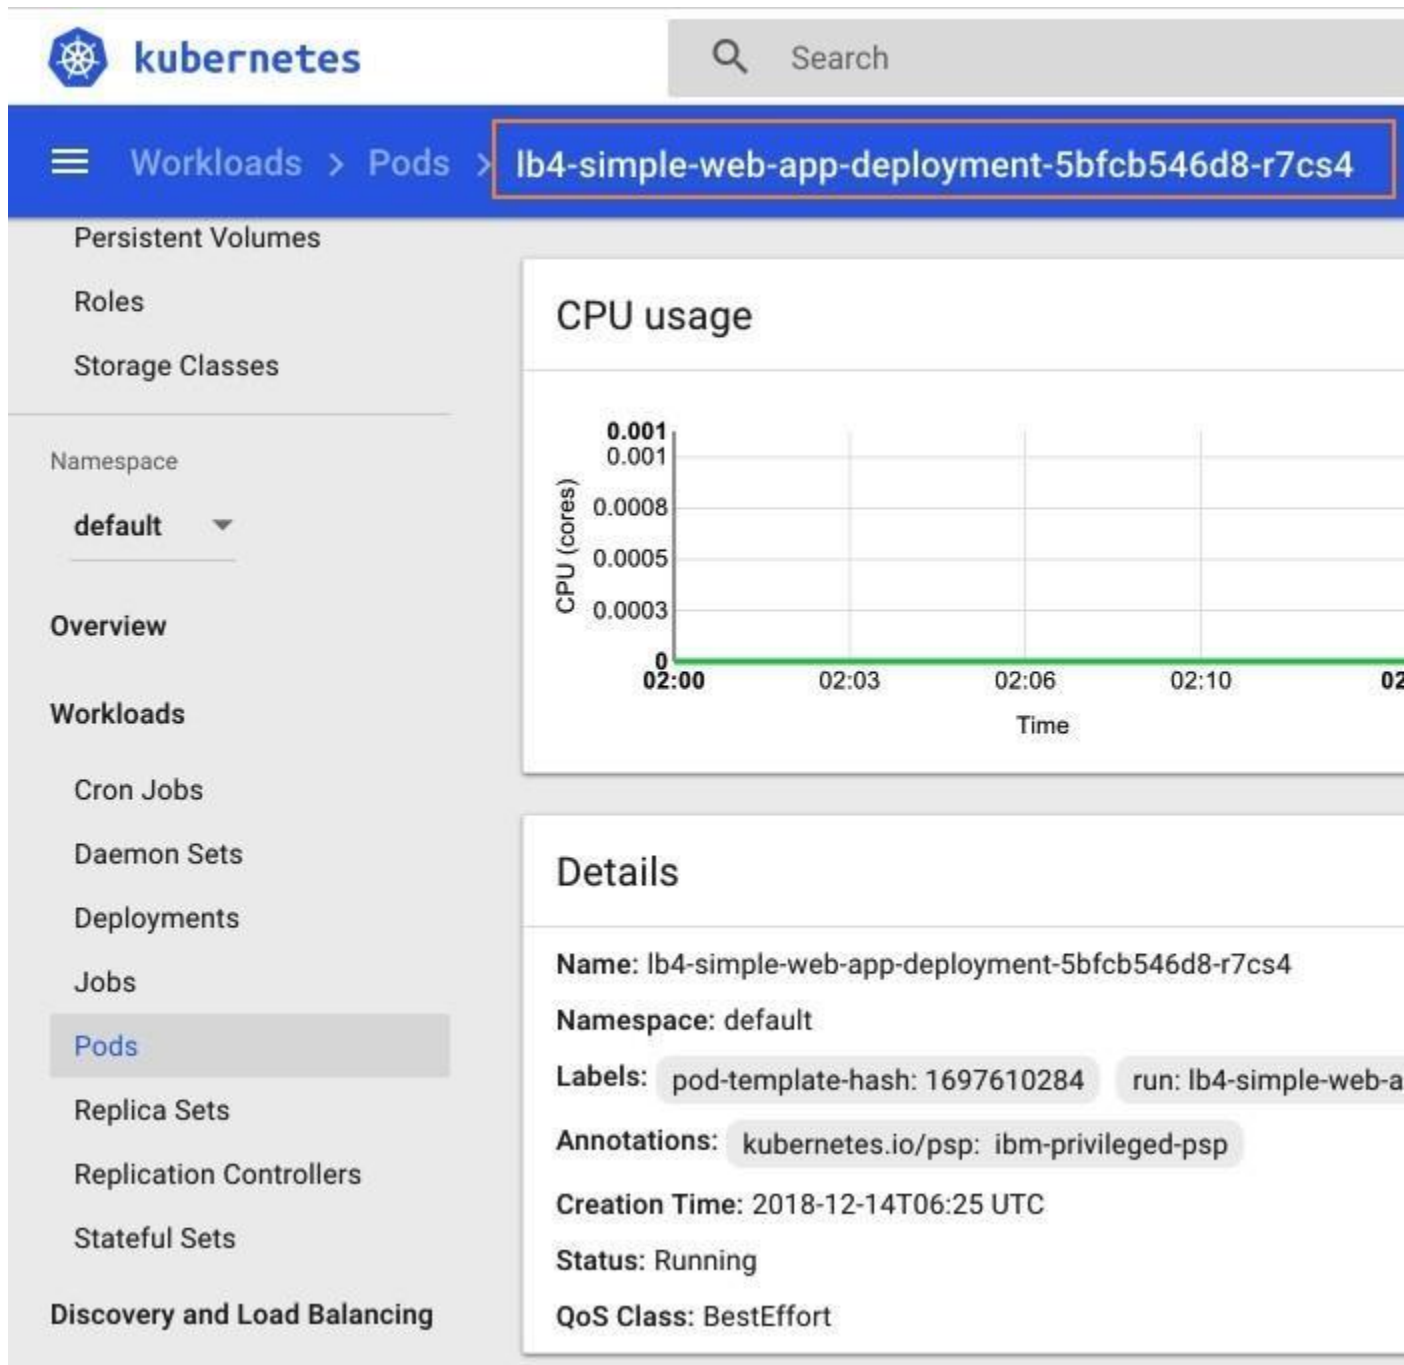 kubernetes
Search
Workloads > Pods > lb4-simple-web-app-deployment-5bfcb546d8-r7cs4
Persistent Volumes
Roles
Storage Classes
Namespace
default
Overview
Workloads
Cron Jobs
Daemon Sets
Deployments
Jobs
Pods
Replica Sets
Replication Controllers
Stateful Sets
Discovery and Load Balancing
CPU usage
CPU (cores)
0.001
0.001
0.0008
0.0005
0.0003
0
02:00 02:03 02:06 02:10 02
Time
Details
Name: lb4-simple-web-app-deployment-5bfcb546d8-r7cs4
Namespace: default
Labels: pod-template-hash: 1697610284 run: lb4-simple-web-a
Annotations: kubernetes.io/psp: ibm-privileged-psp
Creation Time: 2018-12-14T06:25 UTC
Status: Running
QoS Class: BestEffort